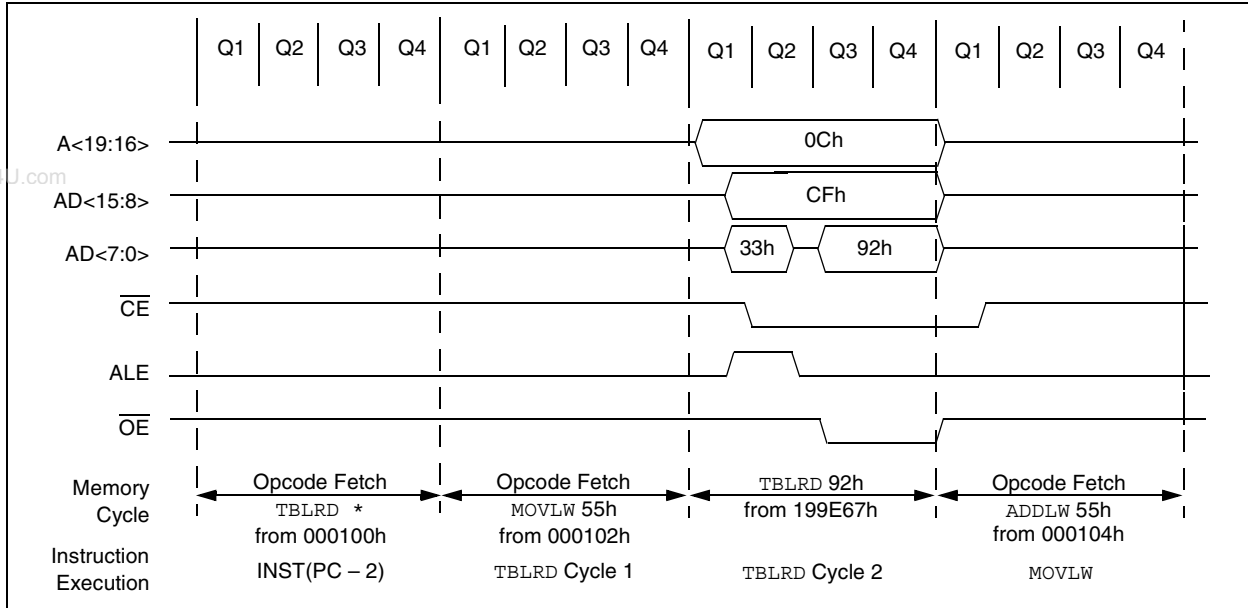 Q1 Q2 Q3 Q4 Q1 Q2 Q3 Q4 Q1 Q2 Q3 Q4 Q1 Q2 Q3 Q4
A<19:16> 0Ch
4U.com
AD<15:8> CFh
AD<7:0> 33h 92h
CE
ALE
OE
Memory Cycle
Opcode Fetch
TBLRD *
from 000100h
Opcode Fetch
MOVLW 55h
from 000102h
TBLRD 92h
from 199E67h
Opcode Fetch
ADDLW 55h
from 000104h
Instruction
Execution
INST(PC – 2) TBLRD Cycle 1 TBLRD Cycle 2 MOVLW